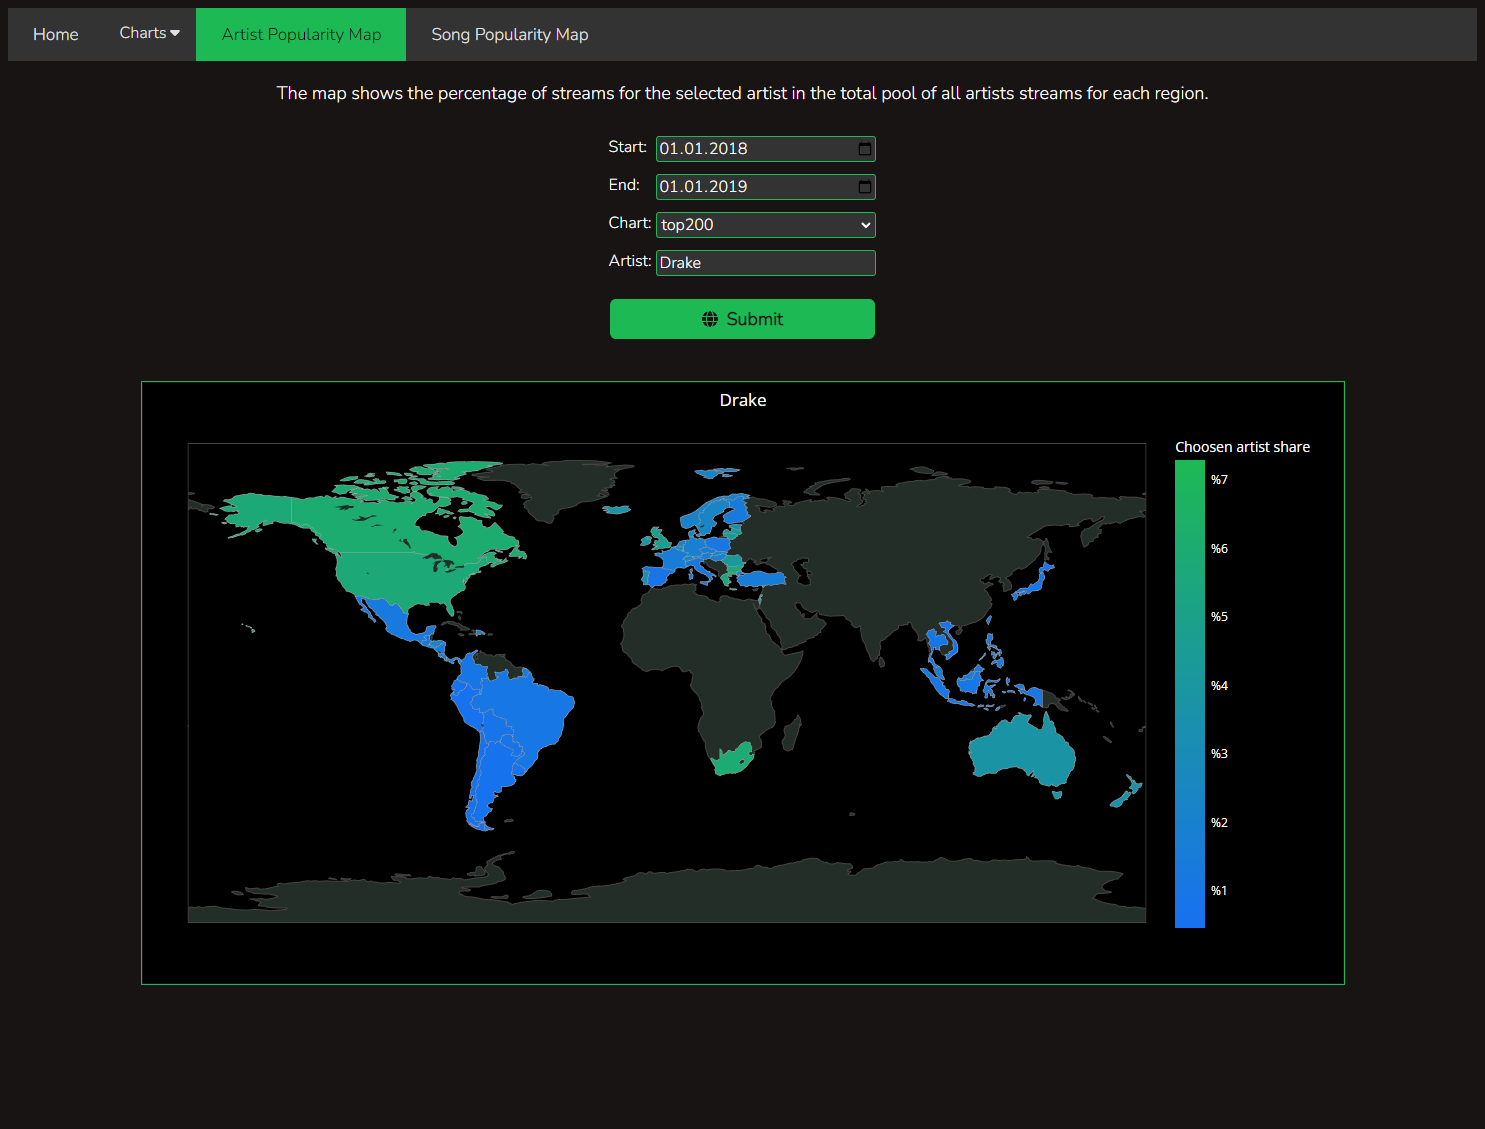 Home Charts Artist Popularity Map Song Popularity Map
The map shows the percentage of streams for the selected artist in the total pool of all artists streams for each region.
Start: 01.01.2018
End: 01.01.2019
Chart: top200
Artist: Drake
Submit
Drake
Choosen artist share
%7
%6
%5
%4
%3
%2
%1